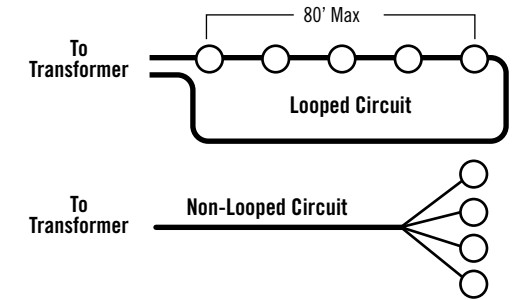 80’ Max
To
Transformer
Looped Circuit
To
Transformer
Non-Looped Circuit